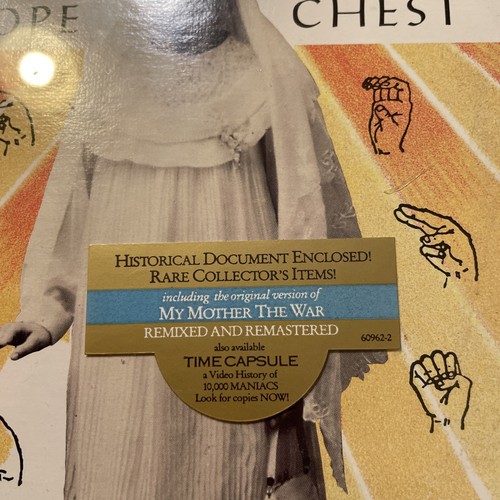 OPE CHEST
HISTORICAL DOCUMENT ENCLOSED!
RARE COLLECTOR'S ITEMS!
including the original version of
MY MOTHER THE WAR
REMIXED AND REMASTERED
60962-2
also available
TIME CAPSULE
a Video History of
10,000 MANIACS
Look for copies NOW!